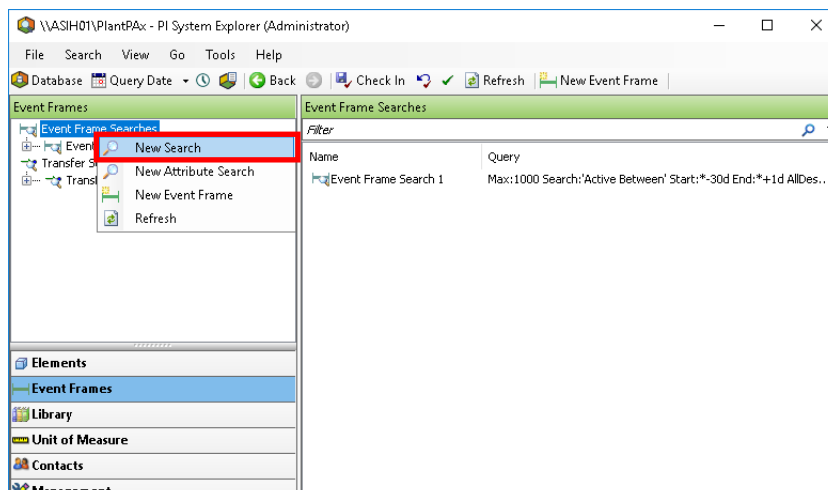 \\ASIH01\PlantPAx - PI System Explorer (Administrator)
File Search View Go Tools Help
Database Query Date Back Check In Refresh New Event Frame
Event Frames
Event Frame Searches
Event
Transfer S
Transf
New Search
New Attribute Search
New Event Frame
Refresh
Elements
Event Frames
Library
Unit of Measure
Contacts
Management
Event Frame Searches
Filter
Name Query
Event Frame Search 1 Max:1000 Search:'Active Between' Start:*-30d End:*+1d AllDes...